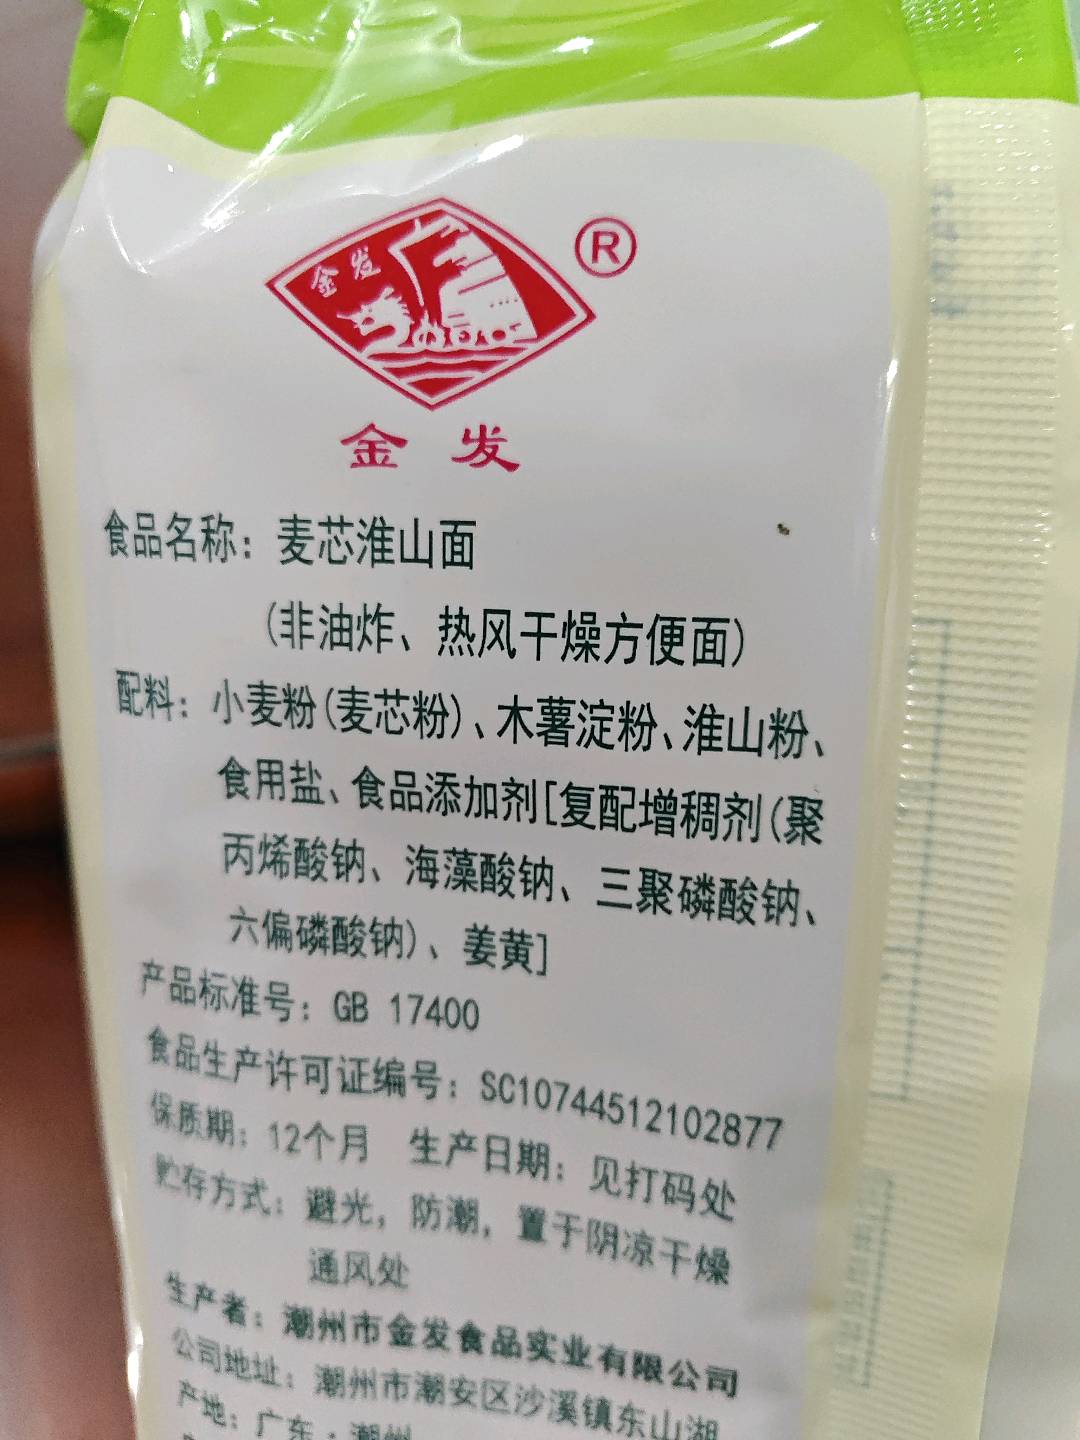 金发
®
金发
食品名称：麦芯淮山面
(非油炸、热风干燥方便面)
配料：小麦粉(麦芯粉)、木薯淀粉、淮山粉、
食用盐、食品添加剂[复配增稠剂(聚
丙烯酸钠、海藻酸钠、三聚磷酸钠、
六偏磷酸钠)、姜黄]
产品标准号：GB 17400
食品生产许可证编号：SC10744512102877
保质期：12个月 生产日期：见打码处
贮存方式：避光，防潮，置于阴凉干燥
通风处
生产者：潮州市金发食品实业有限公司
公司地址：潮州市潮安区沙溪镇东山湖
产地：广东·潮州